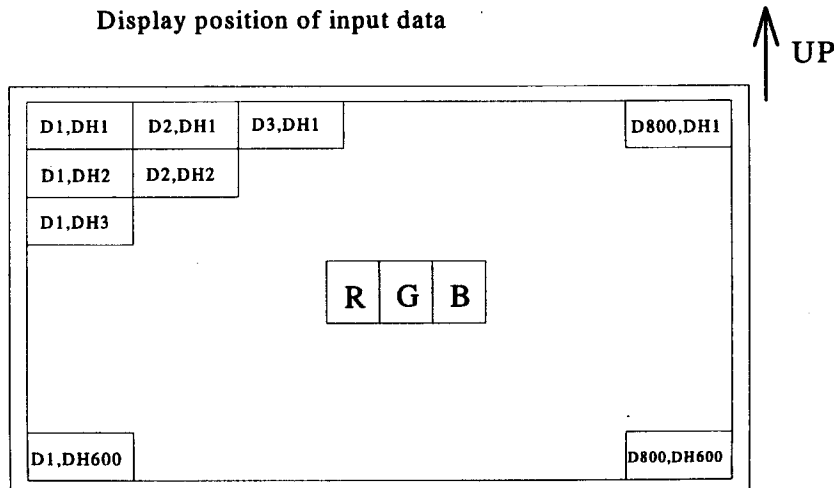 Display position of input data
UP
D1,DH1 D2,DH1 D3,DH1 D800,DH1
D1,DH2 D2,DH2
D1,DH3
R G B
D1,DH600 D800,DH600